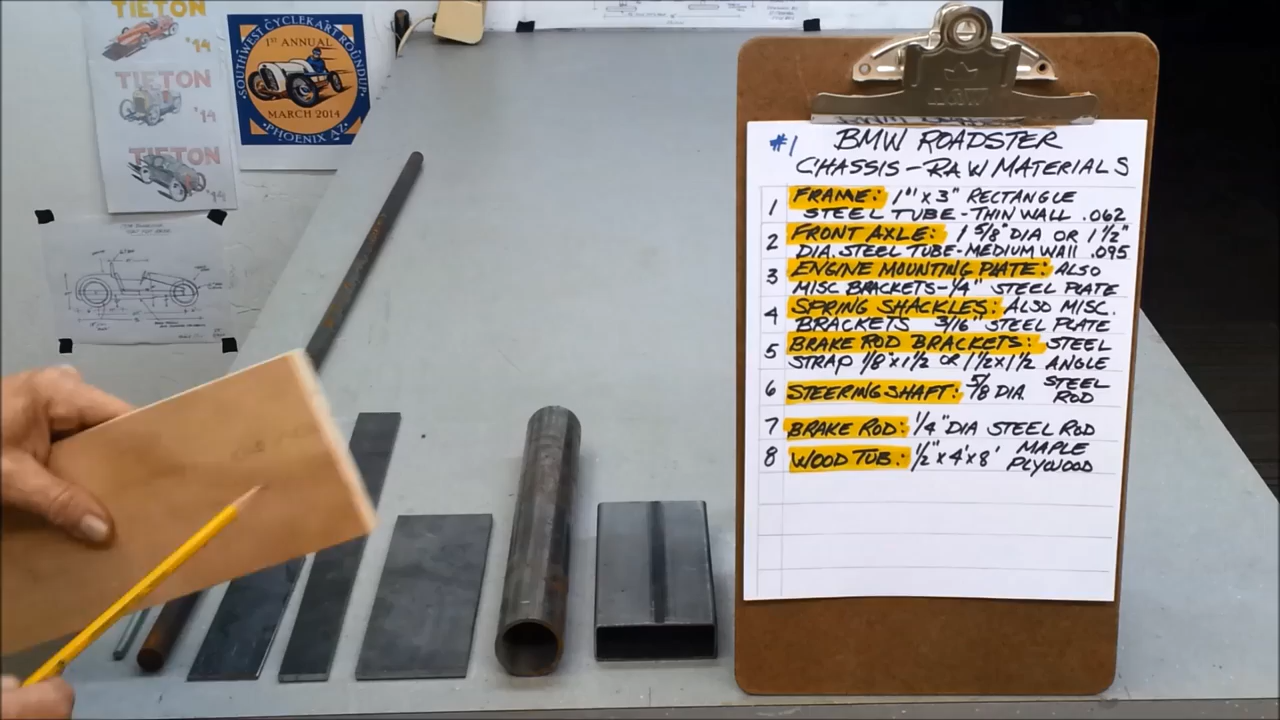 TIETON
'14
TIETON
'14
TIETON
'14
SOUTHWEST CYCLEKART ROUNDUP
1ST ANNUAL
MARCH 2014
PHOENIX AZ
#1 BMW ROADSTER
CHASSIS-RAW MATERIALS
1 FRAME: 1" x 3" RECTANGLE
STEEL TUBE-THIN WALL .062
2 FRONT AXLE: 1 5/8" DIA OR 1 1/2"
DIA. STEEL TUBE-MEDIUM WALL .095
3 ENGINE MOUNTING PLATE: ALSO
MISC BRACKETS-1/4" STEEL PLATE
4 SPRING SHACKLES: ALSO MISC.
BRACKETS 3/16" STEEL PLATE
5 BRAKE ROD BRACKETS: STEEL
STRAP 1/8"x1 1/2 OR 1 1/2x1 1/2 ANGLE
6 STEERING SHAFT: 5/8 DIA. STEEL
ROD
7 BRAKE ROD: 1/4" DIA STEEL ROD
8 WOOD TUB: 1/2" x 4' x 8' MAPLE
PLYWOOD